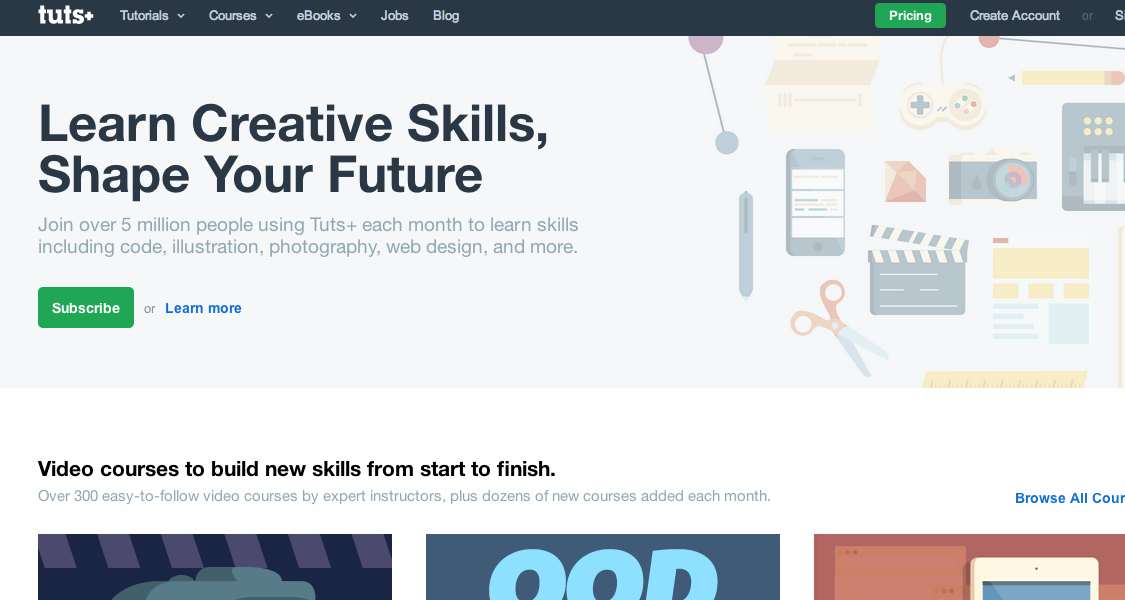 tuts+ Tutorials Courses eBooks Jobs Blog Pricing Create Account or
Learn Creative Skills,
Shape Your Future
Join over 5 million people using Tuts+ each month to learn skills
including code, illustration, photography, web design, and more.
Subscribe or Learn more
Video courses to build new skills from start to finish.
Over 300 easy-to-follow video courses by expert instructors, plus dozens of new courses added each month.
Browse All Cour
OOP